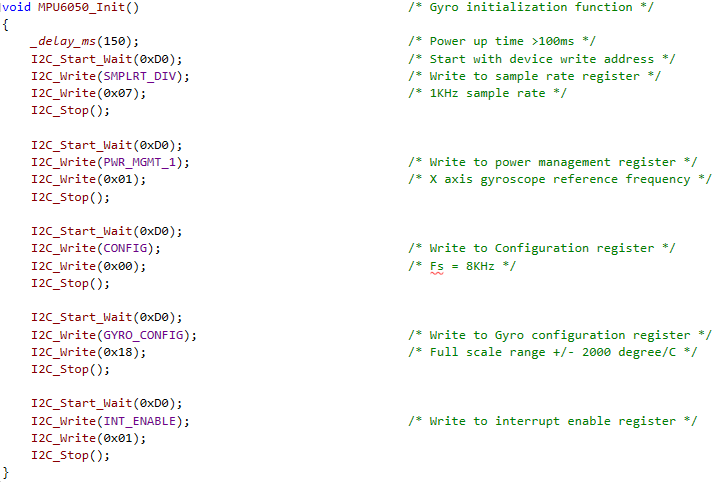 void MPU6050_Init() /* Gyro initialization function */
{
_delay_ms(150); /* Power up time >100ms */
I2C_Start_Wait(0xD0); /* Start with device write address */
I2C_Write(SMPLRT_DIV); /* Write to sample rate register */
I2C_Write(0x07); /* 1KHz sample rate */
I2C_Stop();
I2C_Start_Wait(0xD0);
I2C_Write(PWR_MGMT_1); /* Write to power management register */
I2C_Write(0x01); /* X axis gyroscope reference frequency */
I2C_Stop();
I2C_Start_Wait(0xD0);
I2C_Write(CONFIG); /* Write to Configuration register */
I2C_Write(0x00); /* Fs = 8KHz */
I2C_Stop();
I2C_Start_Wait(0xD0);
I2C_Write(GYRO_CONFIG); /* Write to Gyro configuration register */
I2C_Write(0x18); /* Full scale range +/- 2000 degree/C */
I2C_Stop();
I2C_Start_Wait(0xD0);
I2C_Write(INT_ENABLE); /* Write to interrupt enable register */
I2C_Write(0x01);
I2C_Stop();
}